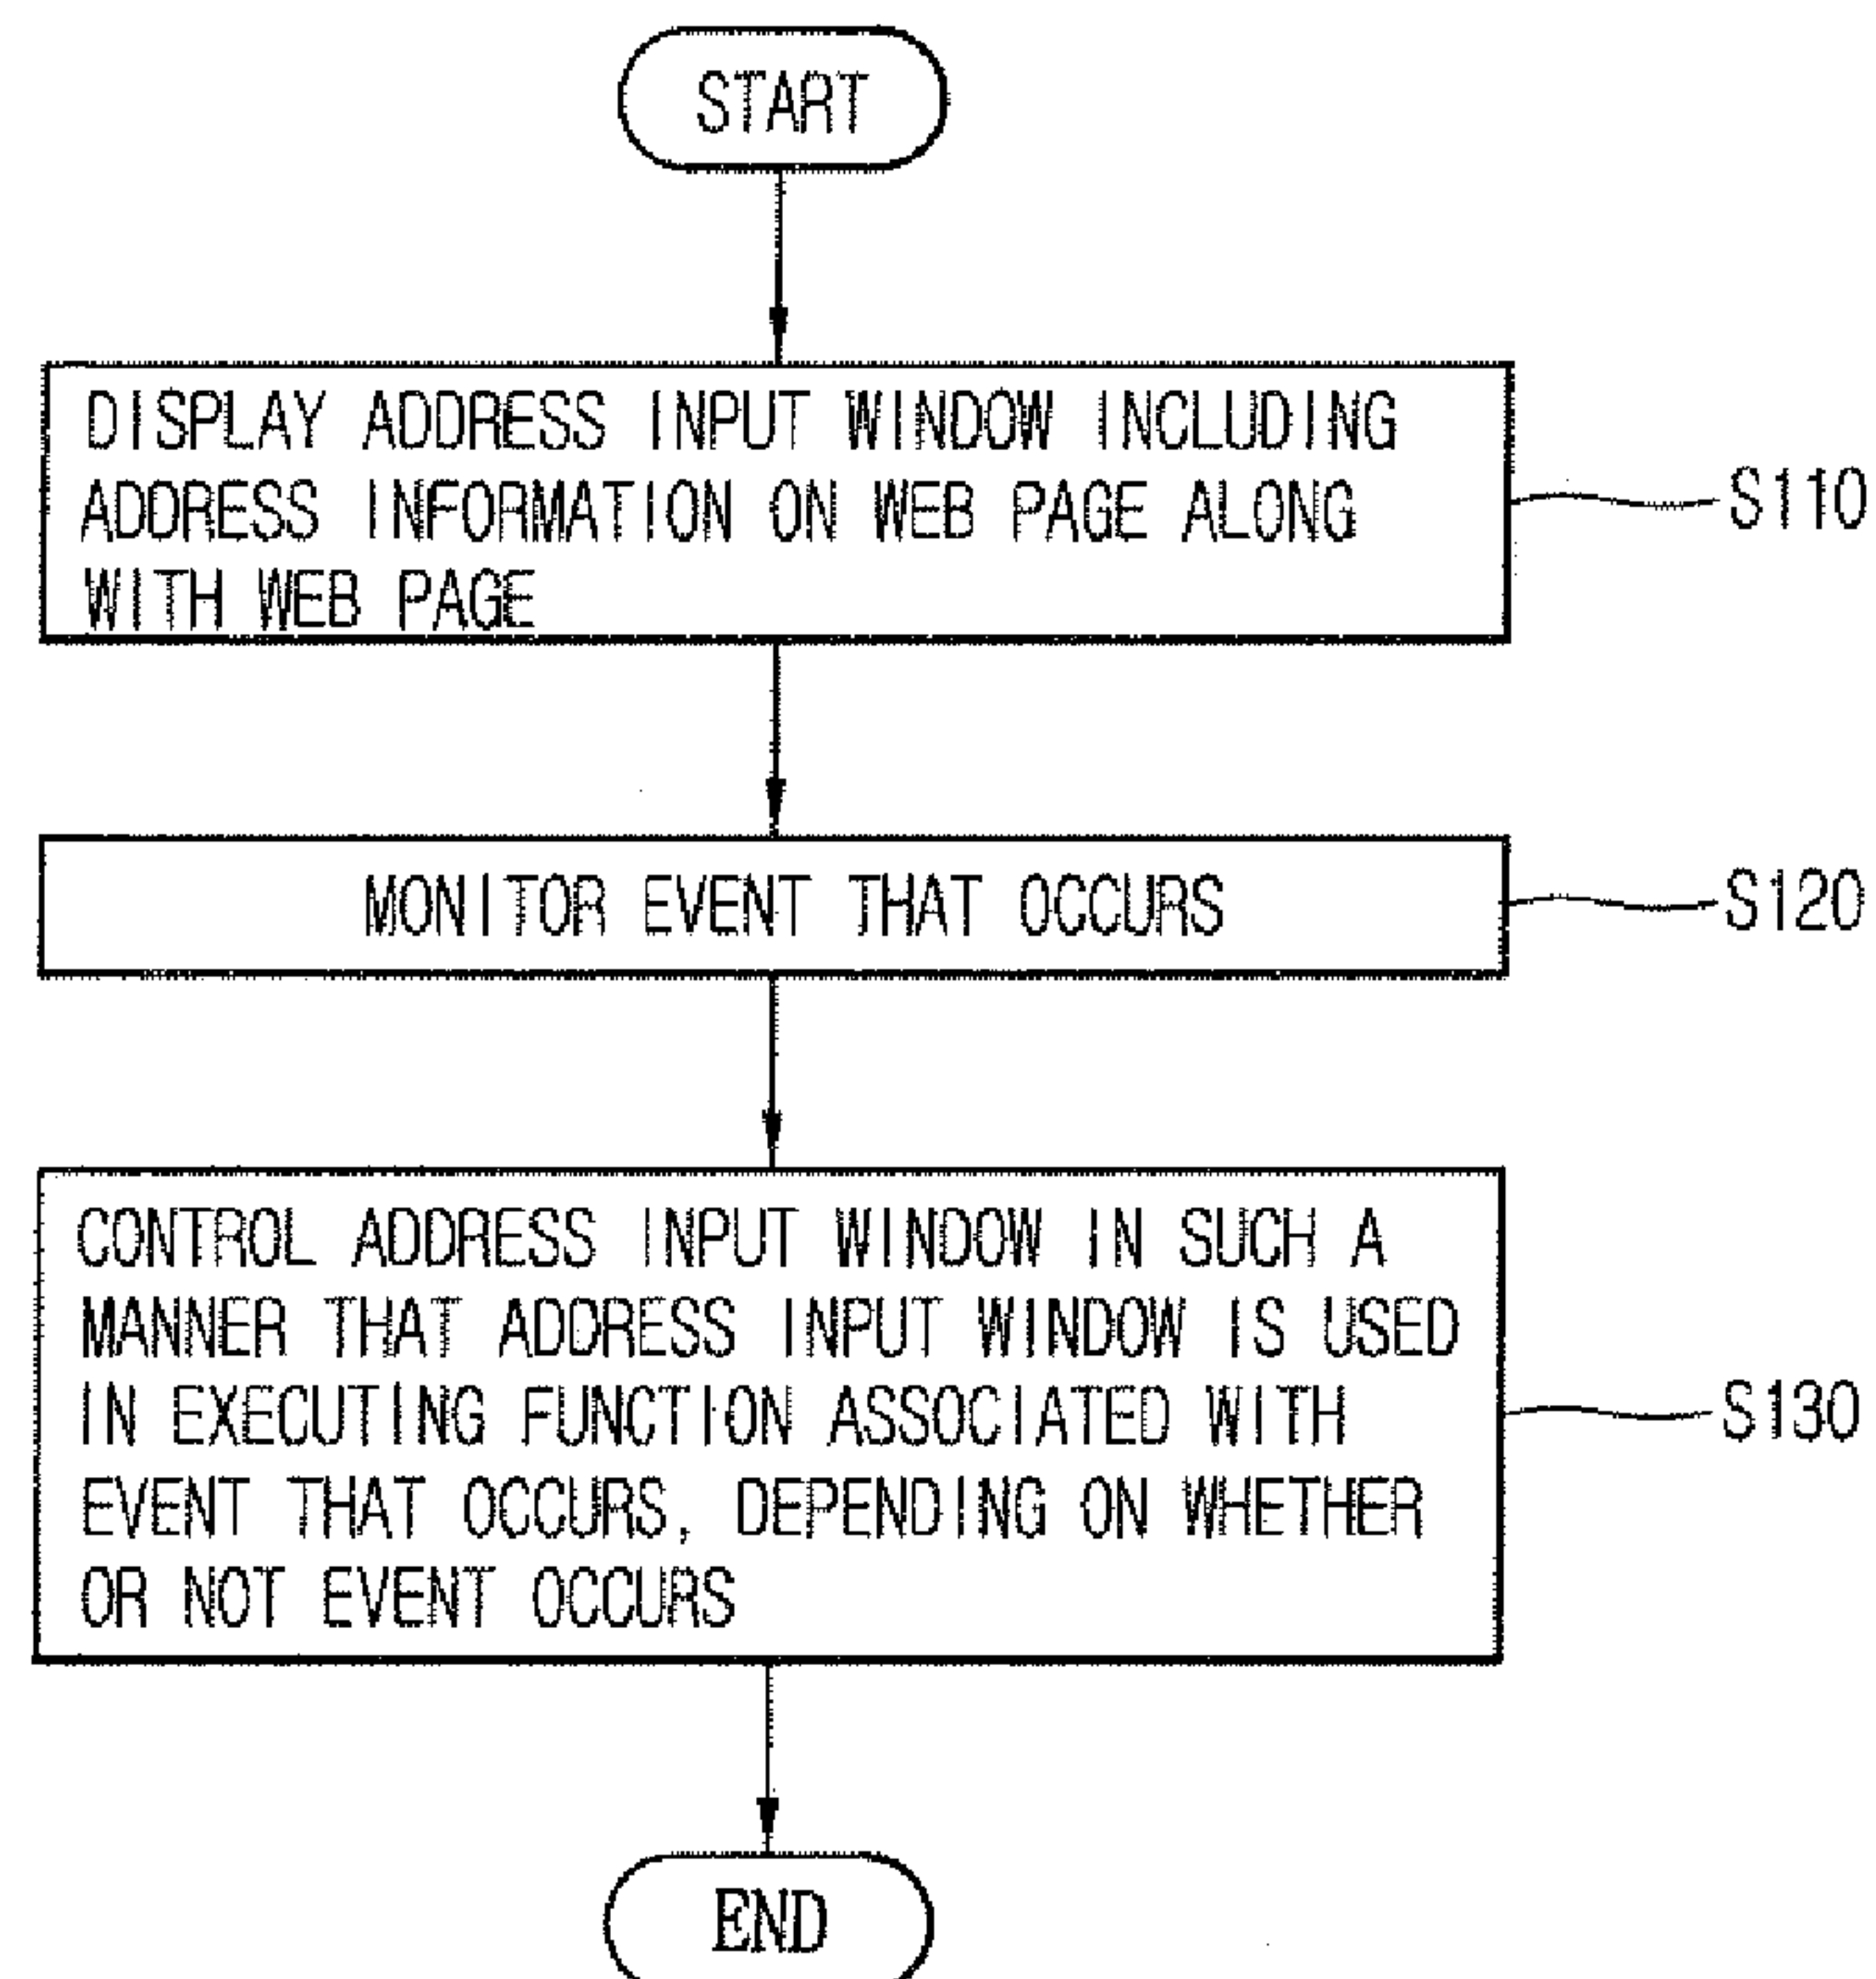 START
DISPLAY ADDRESS INPUT WINDOW INCLUDING
ADDRESS INFORMATION ON WEB PAGE ALONG
WITH WEB PAGE
S110
MONITOR EVENT THAT OCCURS
S120
CONTROL ADDRESS INPUT WINDOW IN SUCH A
MANNER THAT ADDRESS INPUT WINDOW IS USED
IN EXECUTING FUNCTION ASSOCIATED WITH
EVENT THAT OCCURS, DEPENDING ON WHETHER
OR NOT EVENT OCCURS
S130
END